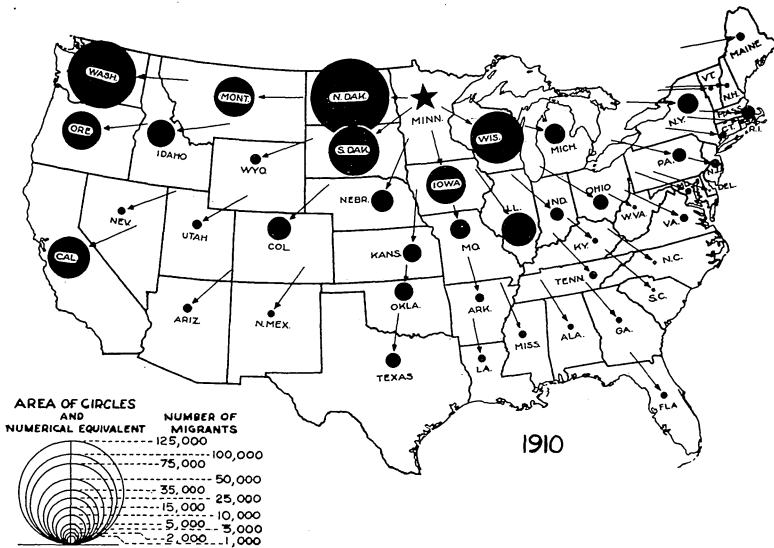 MAINE
WASH.
VT.
N.H.
MONT.
N. DAK.
MINN.
MASS.
ORE
N.Y.
CT.
R.I.
S. DAK.
WIS.
MICH.
IDAHO
WYO.
PA.
N.J.
IOWA
NEBR.
OHIO
DEL.
ILL.
IND.
W.VA.
VA.
NEV.
UTAH
COL.
CAL.
KANS.
MO.
KY.
N.C.
TENN.
S.C.
ARIZ.
N.MEX.
OKLA.
ARK.
MISS.
ALA.
GA.
TEXAS
LA.
FLA
1910
AREA OF CIRCLES
AND
NUMERICAL EQUIVALENT
NUMBER OF
MIGRANTS
125,000
100,000
75,000
50,000
35,000
25,000
15,000
10,000
5,000
3,000
2,000
1,000